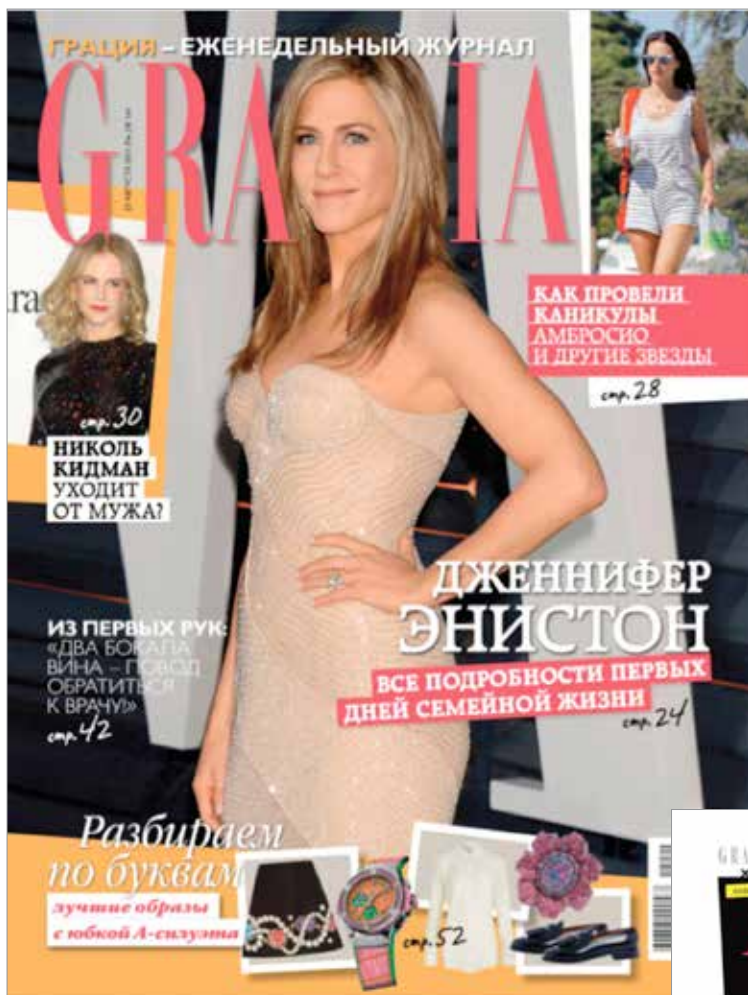 ГРАЦИЯ – ЕЖЕНЕДЕЛЬНЫЙ ЖУРНАЛ
GRAZIA
КАК ПРОВЕЛИ
КАНИКУЛЫ
АМБРОСИО
И ДРУГИЕ ЗВЕЗДЫ
стр. 28
ra
стр. 30
НИКОЛЬ
КИДМАН
УХОДИТ
ОТ МУЖА?
ДЖЕННИФЕР
ЭНИСТОН
ВСЕ ПОДРОБНОСТИ ПЕРВЫХ
ДНЕЙ СЕМЕЙНОЙ ЖИЗНИ
стр. 24
ИЗ ПЕРВЫХ РУК:
«ДВА БОКАЛА
ВИНА – ПОВОД
ОБРАТИТЬСЯ
К ВРАЧУ!»
стр. 42
Разбираем
по буквам
лучшие образы
с юбкой А-силуэта
стр. 52
GRA